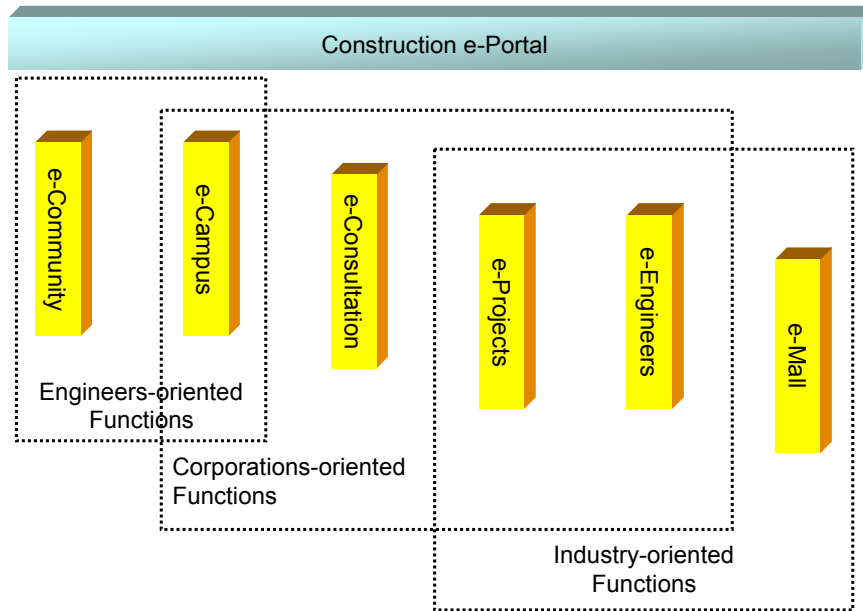 Construction e-Portal
e-Community
e-Campus
e-Consultation
e-Projects
e-Engineers
e-Mall
Engineers-oriented
Functions
Corporations-oriented
Functions
Industry-oriented
Functions